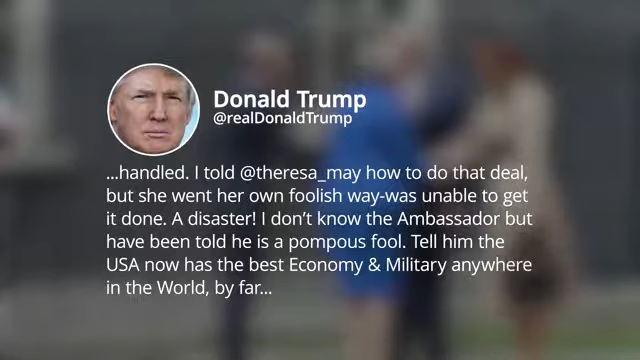 Donald Trump
@realDonaldTrump
...handled. I told @theresa_may how to do that deal,
but she went her own foolish way-was unable to get
it done. A disaster! I don’t know the Ambassador but
have been told he is a pompous fool. Tell him the
USA now has the best Economy & Military anywhere
in the World, by far...